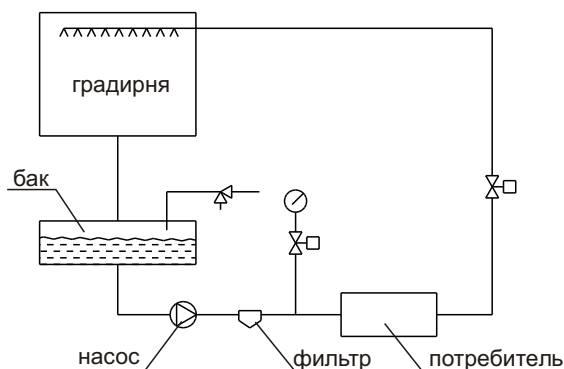 градирня
бак
насос
фильтр
потребитель